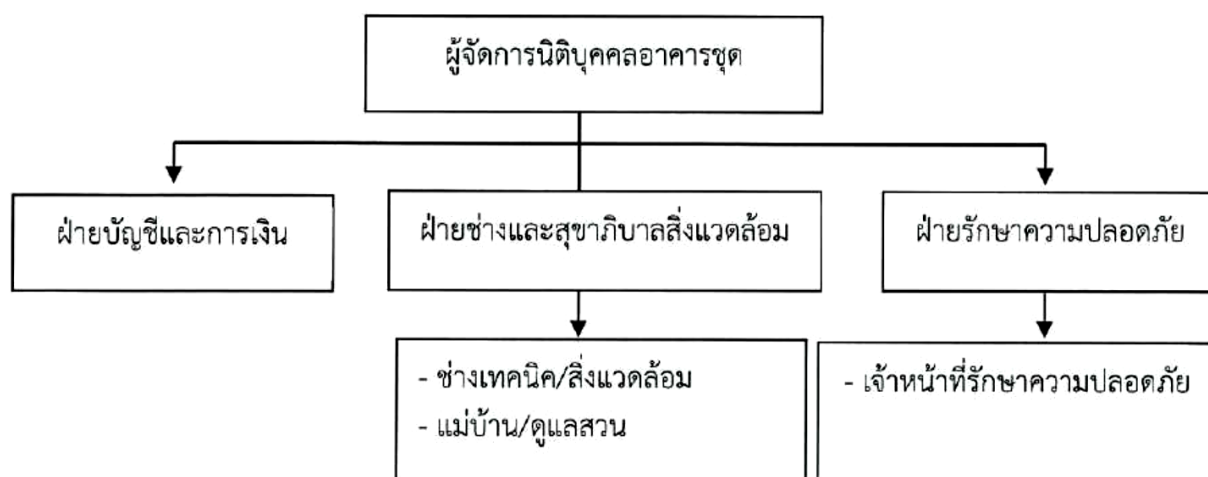 ผู้จัดการนิติบุคคลอาคารชุด
ฝ่ายบัญชีและการเงิน
ฝ่ายช่างและสุขาภิบาลสิ่งแวดล้อม
ฝ่ายรักษาความปลอดภัย
- ช่างเทคนิค/สิ่งแวดล้อม
- แม่บ้าน/ดูแลสวน
- เจ้าหน้าที่รักษาความปลอดภัย